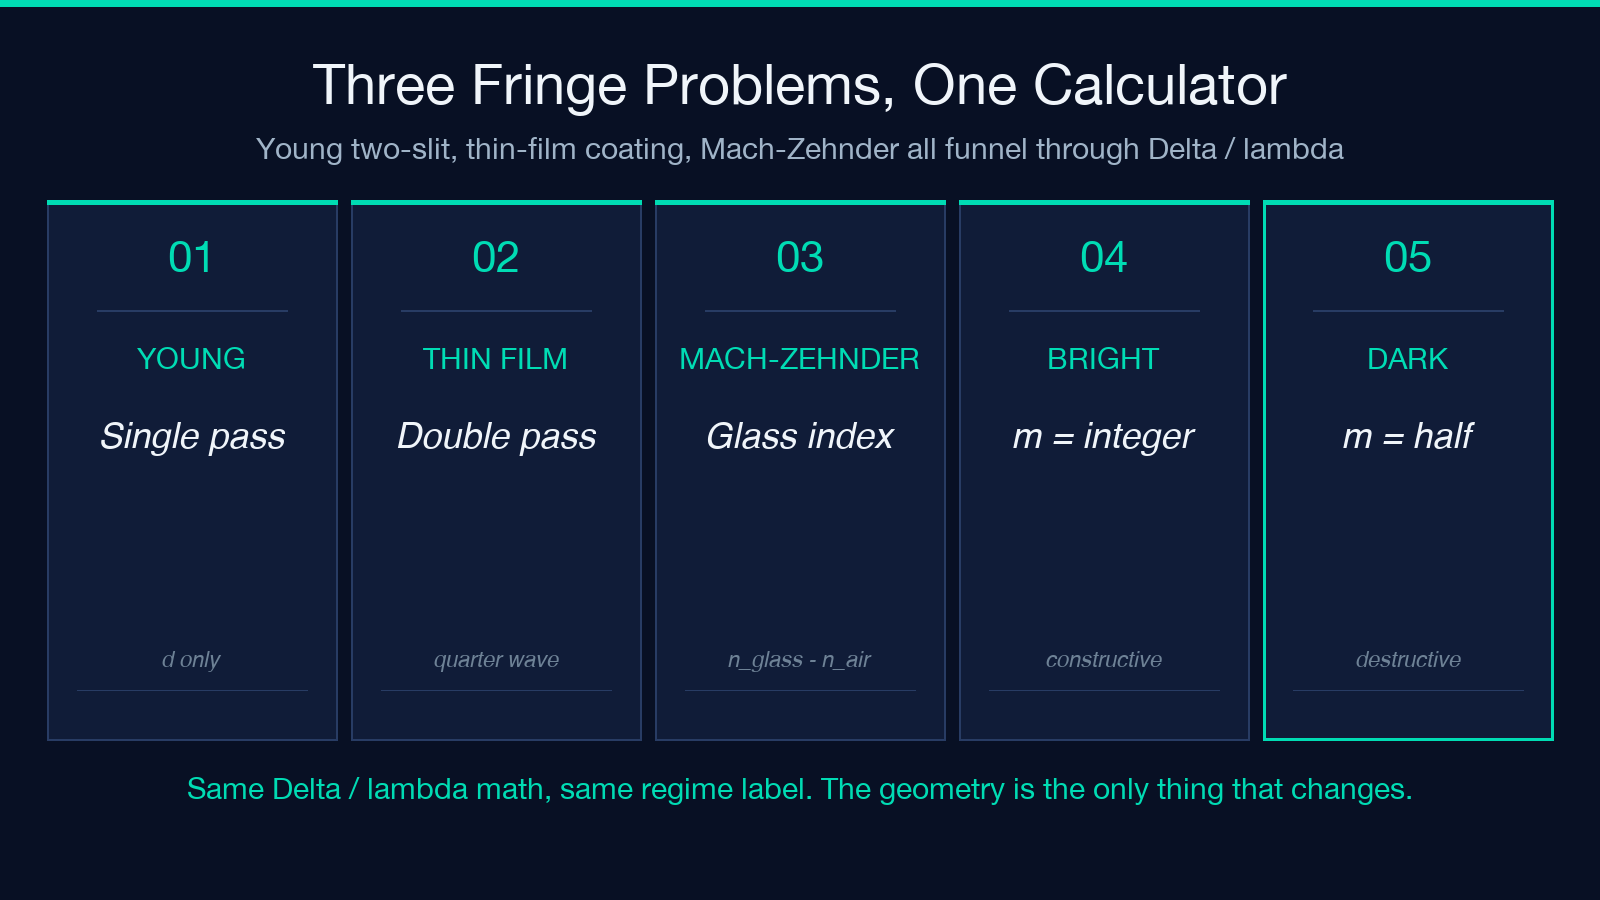 Three Fringe Problems, One Calculator
Young two-slit, thin-film coating, Mach-Zehnder all funnel through Delta / lambda
01
YOUNG
Single pass
d only
02
THIN FILM
Double pass
quarter wave
03
MACH-ZEHNDER
Glass index
n_glass - n_air
04
BRIGHT
m = integer
constructive
05
DARK
m = half
destructive
Same Delta / lambda math, same regime label. The geometry is the only thing that changes.